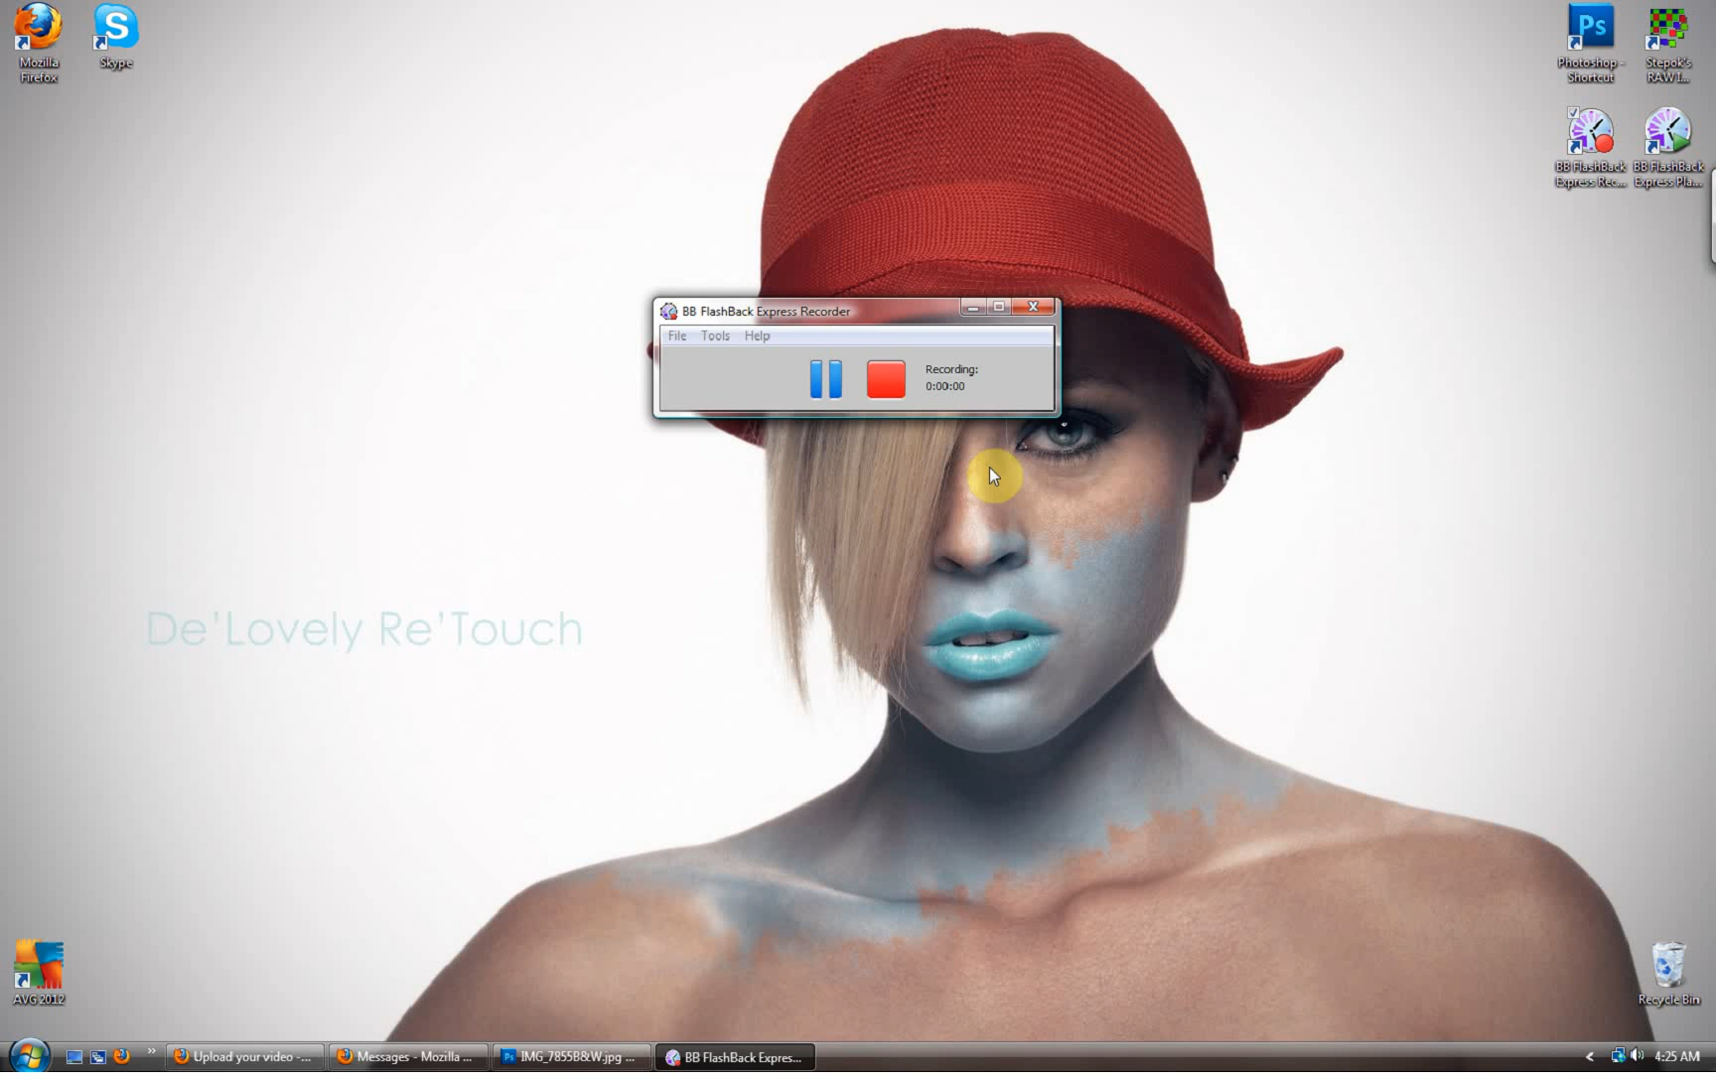 Mozilla
Firefox
S
Skype
Ps
Photoshop -
Shortcut
Stepok's
RAW I...
BB FlashBack
Express Rec...
BB FlashBack
Express Pla...
BB FlashBack Express Recorder
File Tools Help
Recording:
0:00:00
De'Lovely Re'Touch
AVG 2012
Recycle Bin
» Upload your video -... Messages - Mozilla ... Ps IMG_7855B&W.jpg ... BB FlashBack Expres... < 4:25 AM